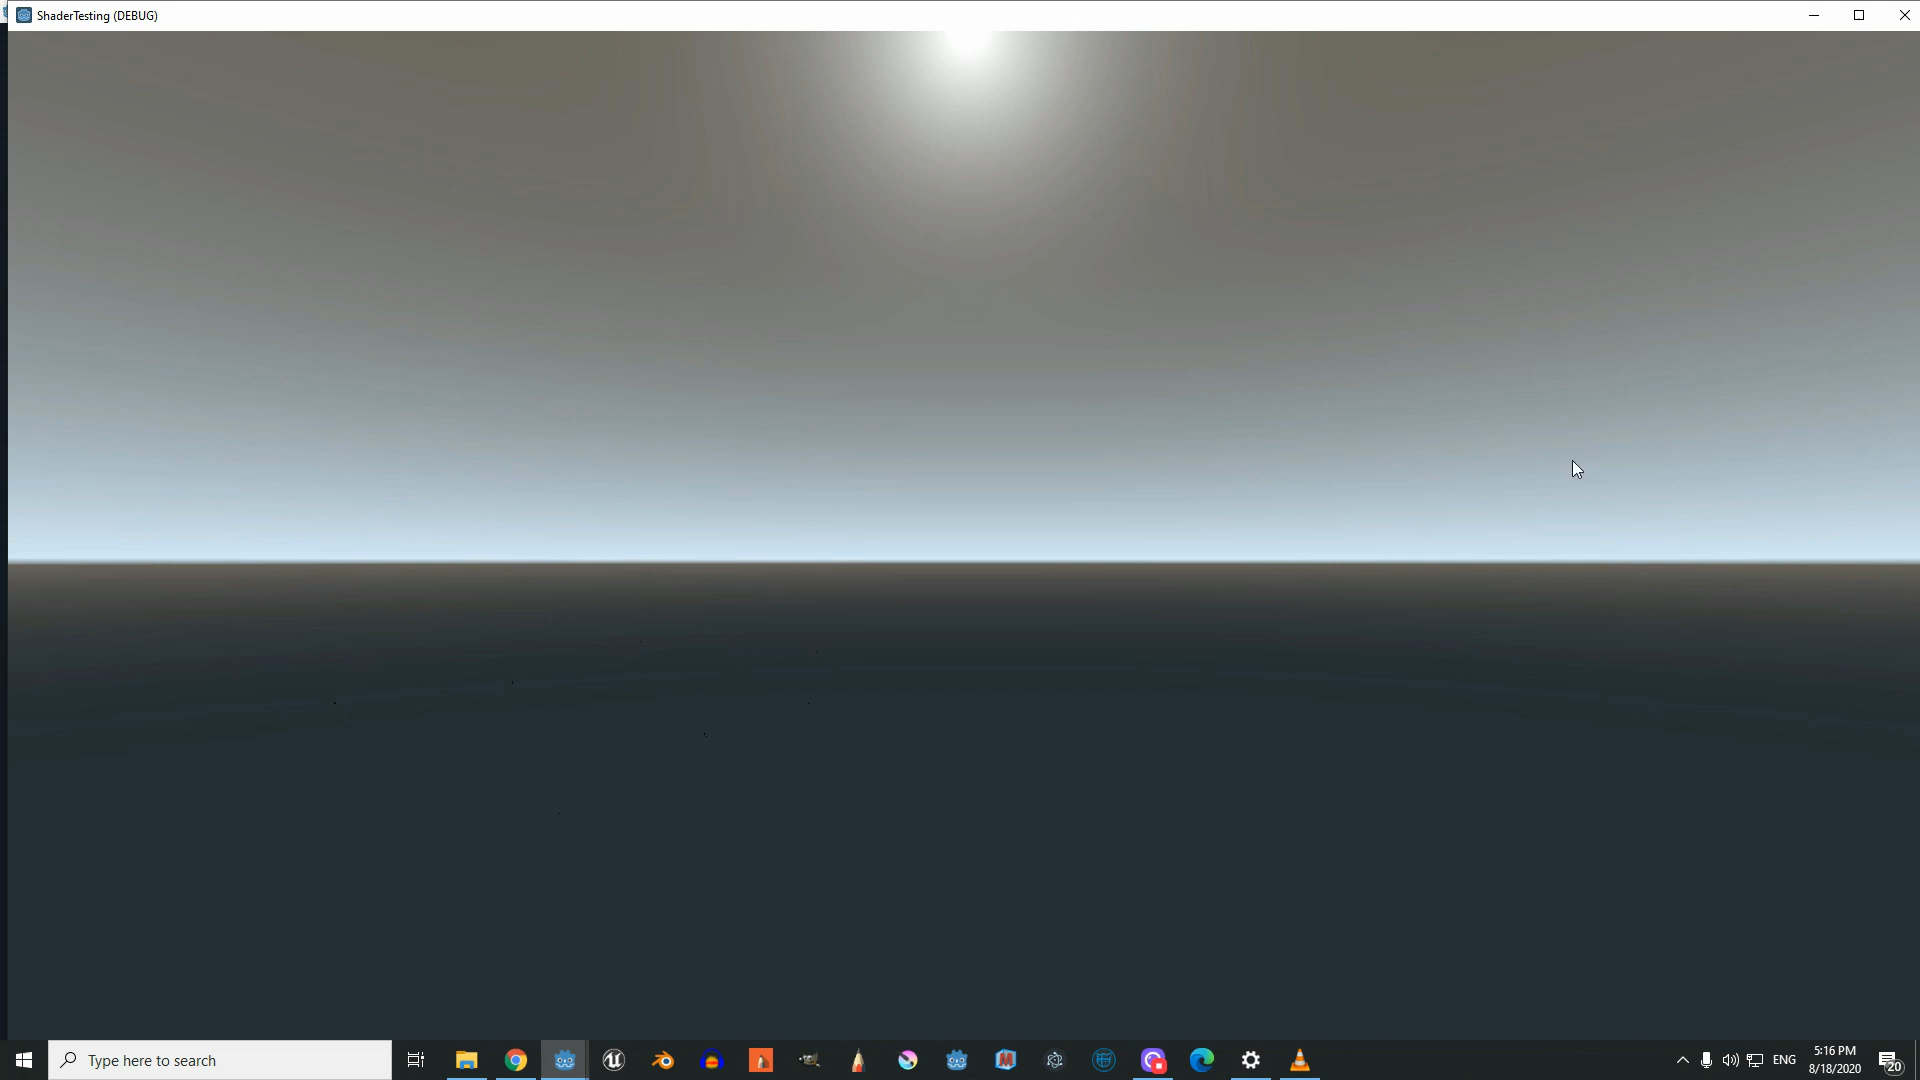 ShaderTesting (DEBUG)
Type here to search
ENG
5:16 PM
8/18/2020
20